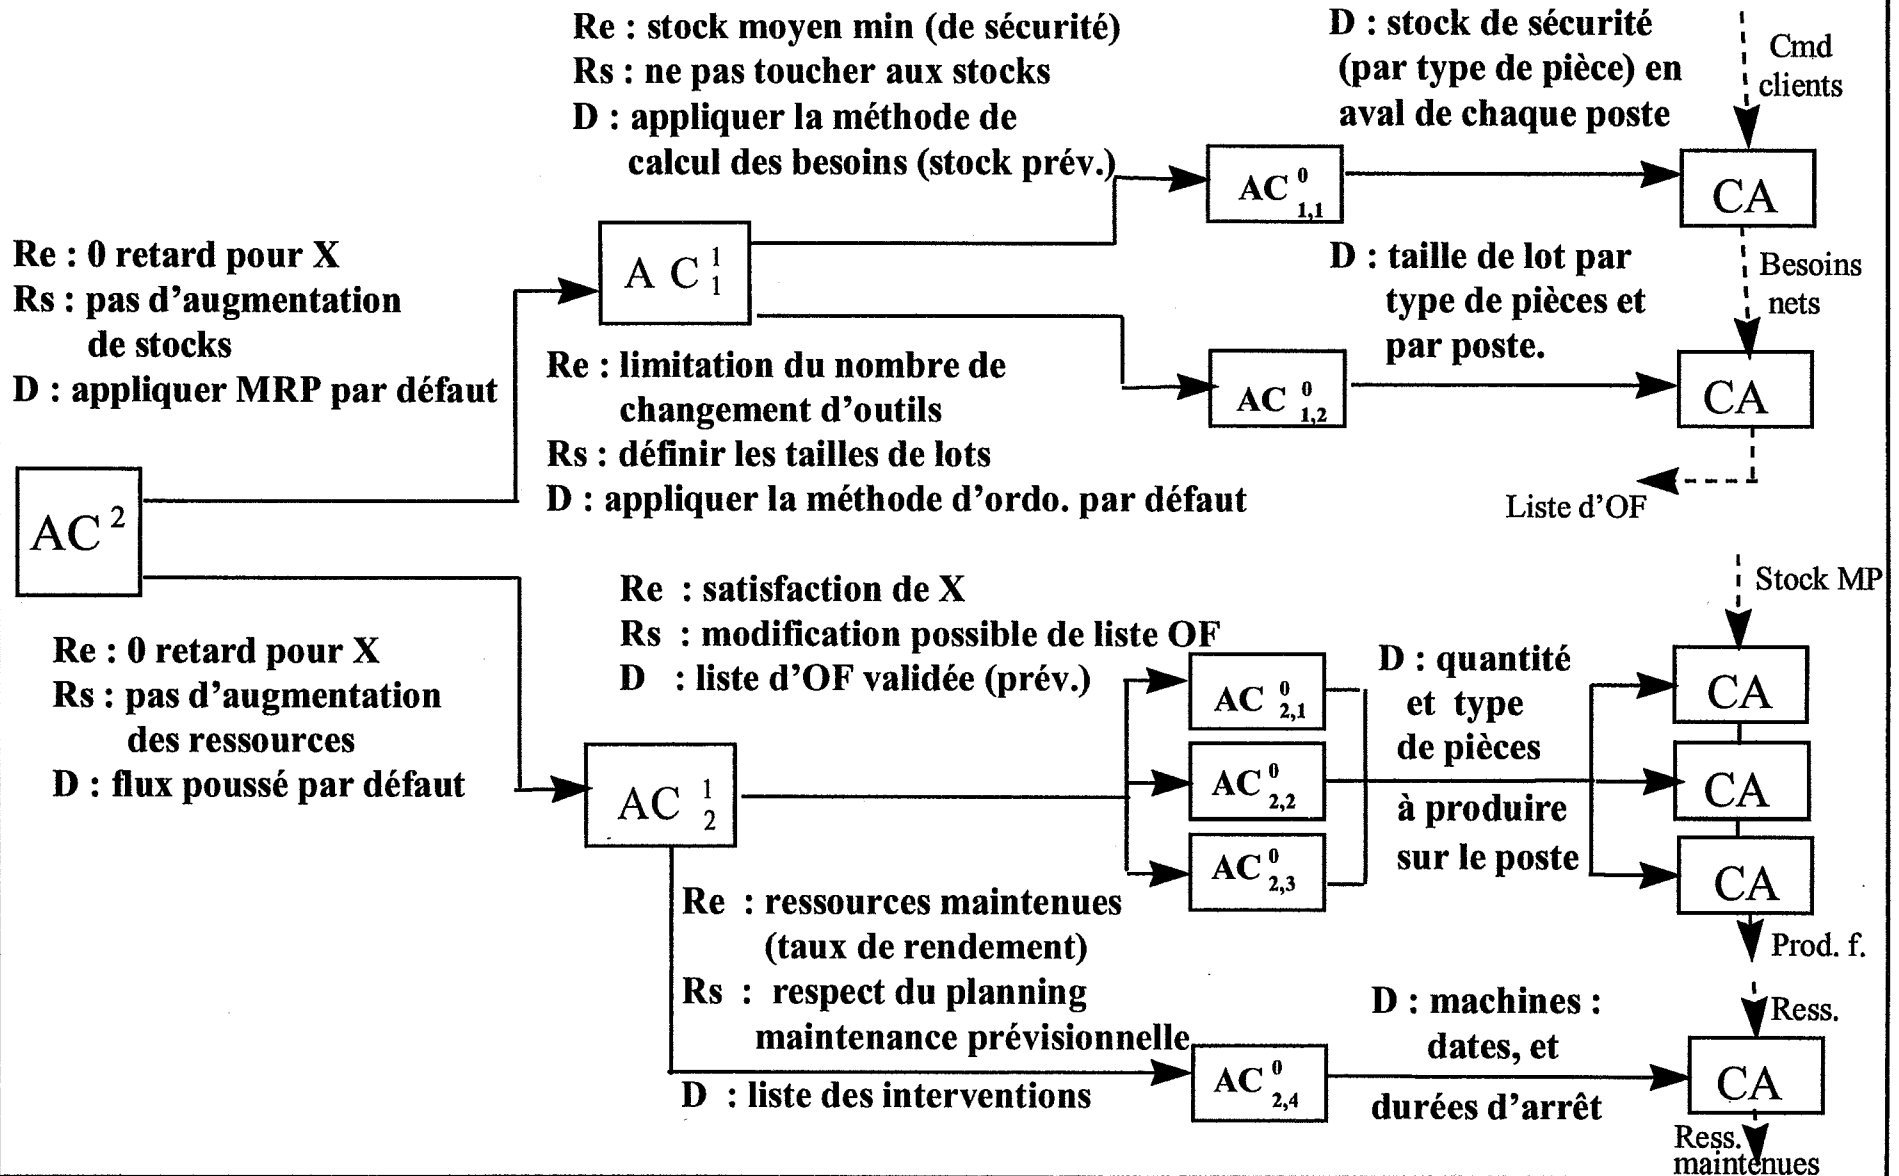 Re : stock moyen min (de sécurité)
Rs : ne pas toucher aux stocks
D : appliquer la méthode de
calcul des besoins (stock prév.)
D : stock de sécurité
(par type de pièce) en
aval de chaque poste
Cmd
clients
AC 0 1,1
CA
Re : 0 retard pour X
Rs : pas d'augmentation
de stocks
D : appliquer MRP par défaut
A C 1 1
D : taille de lot par
type de pièces et
par poste.
Besoins
nets
Re : limitation du nombre de
changement d'outils
Rs : définir les tailles de lots
D : appliquer la méthode d'ordo. par défaut
AC 0 1,2
CA
Liste d'OF
AC 2
Re : 0 retard pour X
Rs : pas d'augmentation
des ressources
D : flux poussé par défaut
Re : satisfaction de X
Rs : modification possible de liste OF
D : liste d'OF validée (prév.)
Stock MP
AC 1 2
AC 0 2,1
AC 0 2,2
AC 0 2,3
D : quantité
et type
de pièces
à produire
sur le poste
CA
CA
CA
Prod. f.
Re : ressources maintenues
(taux de rendement)
Rs : respect du planning
maintenance prévisionnelle
D : liste des interventions
AC 0 2,4
D : machines :
dates, et
durées d'arrêt
Ress.
CA
Ress.
maintenues